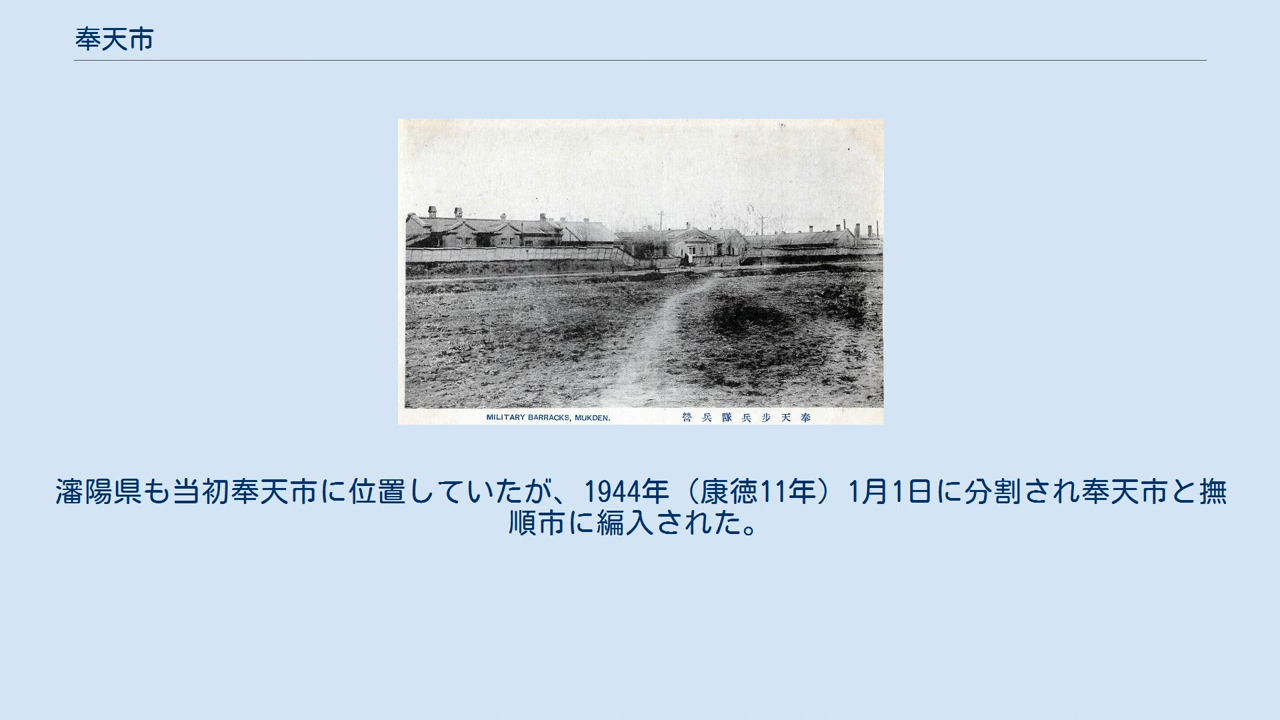 奉天市
MILITARY BARRACKS, MUKDEN.
營兵隊兵步天奉
瀋陽県も当初奉天市に位置していたが、1944年（康徳11年）1月1日に分割され奉天市と撫
順市に編入された。